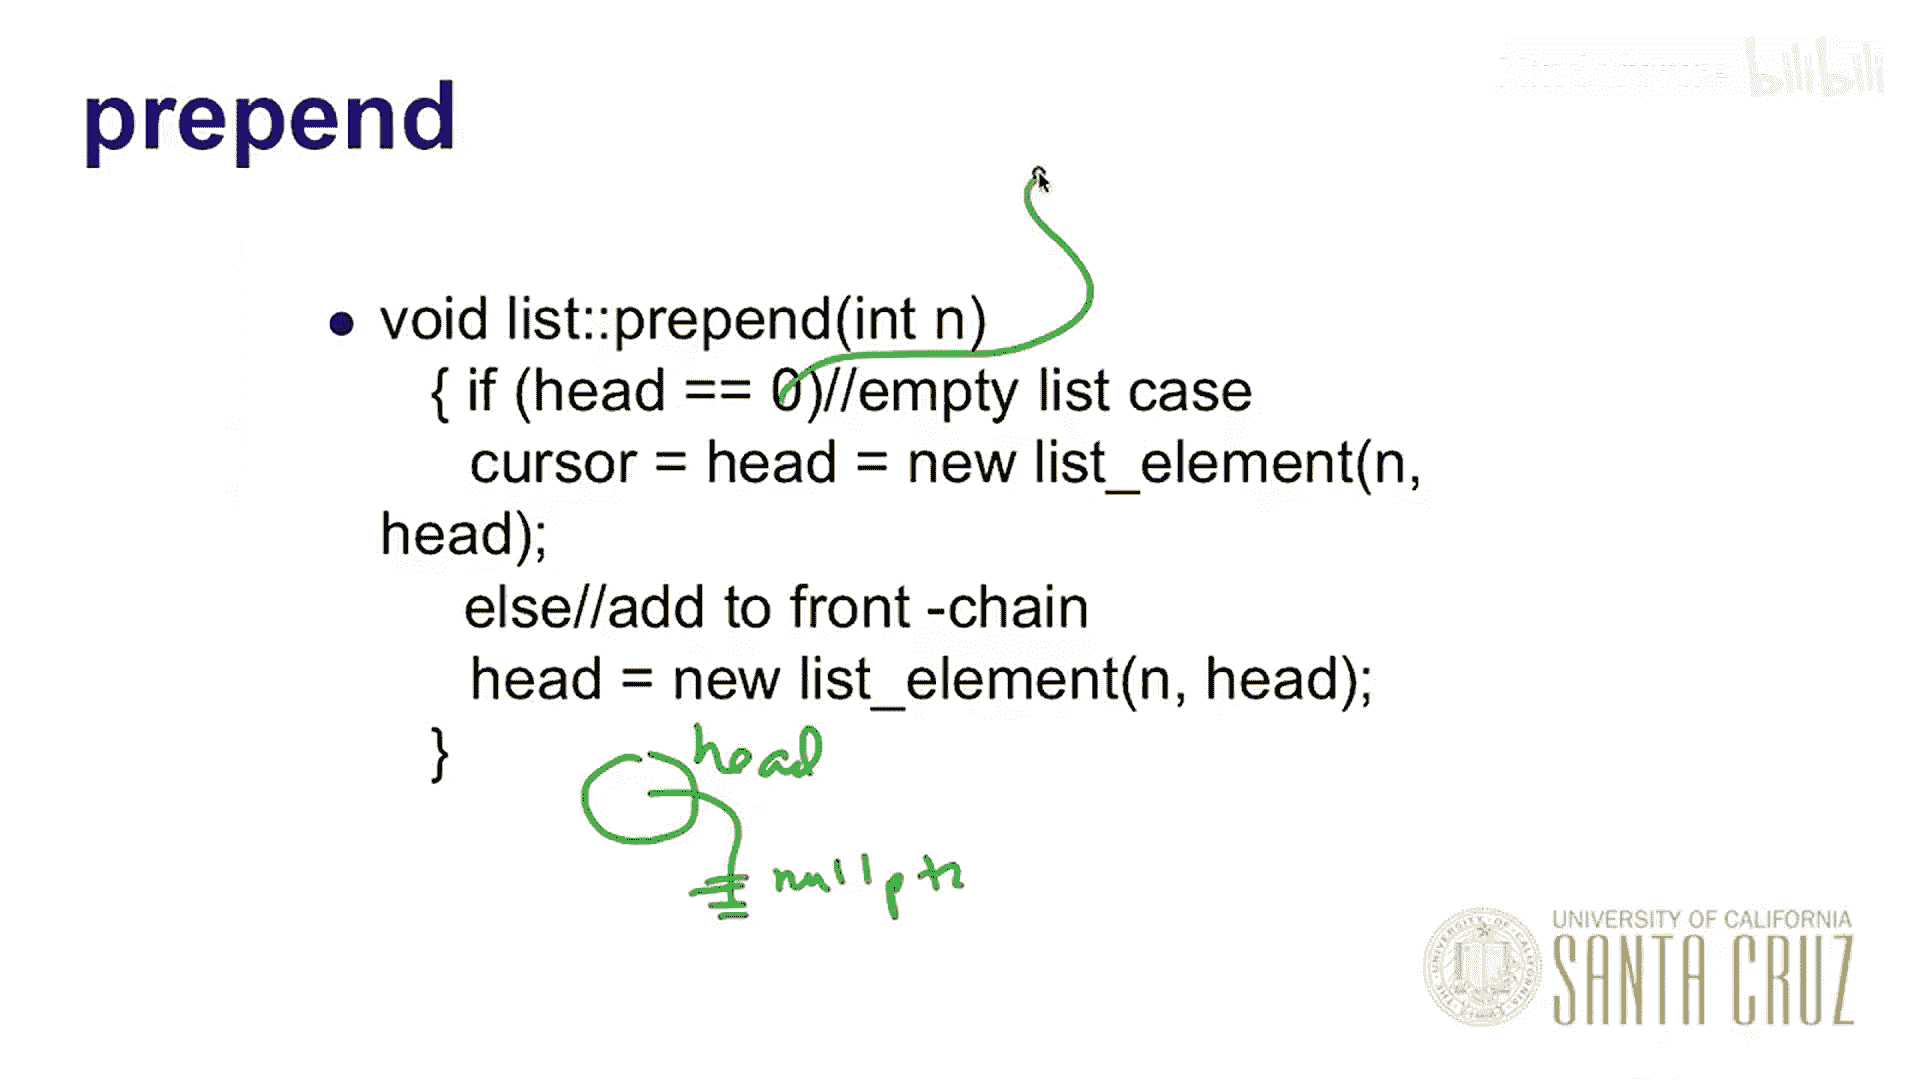 bilibili
prepend
● void list::prepend(int n)
{ if (head == 0)//empty list case
cursor = head = new list_element(n,
head);
else//add to front -chain
head = new list_element(n, head);
}
head
nullptr
UNIVERSITY OF CALIFORNIA
SANTA CRUZ